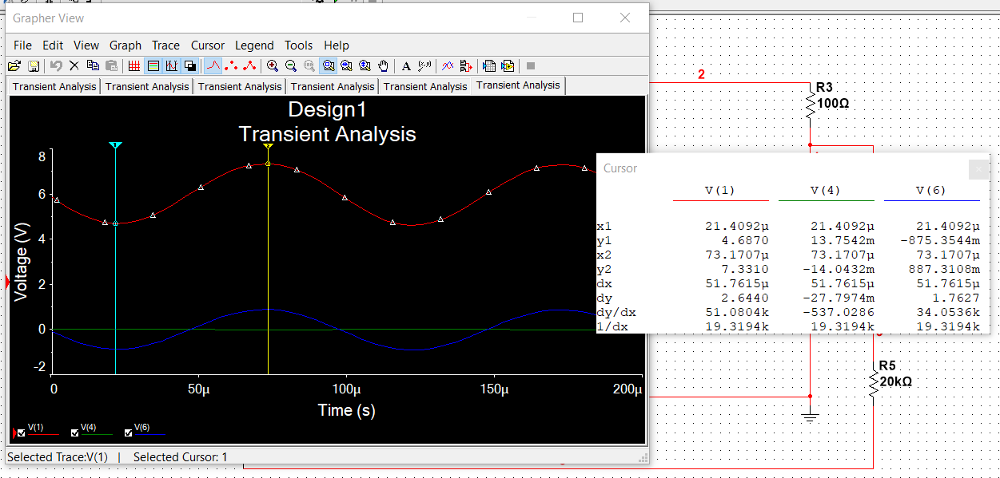 Grapher View
File Edit View Graph Trace Cursor Legend Tools Help
A
Transient Analysis Transient Analysis Transient Analysis Transient Analysis Transient Analysis Transient Analysis
Design1
Transient Analysis
8
6
4
2
0
-2
Voltage (V)
0 50µ 100µ 150µ 200µ
Time (s)
V(1) V(4) V(6)
Selected Trace:V(1) | Selected Cursor: 1
2
R3
100Ω
Cursor
V(1) V(4) V(6)
x1 21.4092µ 21.4092µ 21.4092µ
y1 4.6870 13.7542m -875.3544m
x2 73.1707µ 73.1707µ 73.1707µ
y2 7.3310 -14.0432m 887.3108m
dx 51.7615µ 51.7615µ 51.7615µ
dy 2.6440 -27.7974m 1.7627
dy/dx 51.0804k -537.0286 34.0536k
1/dx 19.3194k 19.3194k 19.3194k
R5
20kΩ